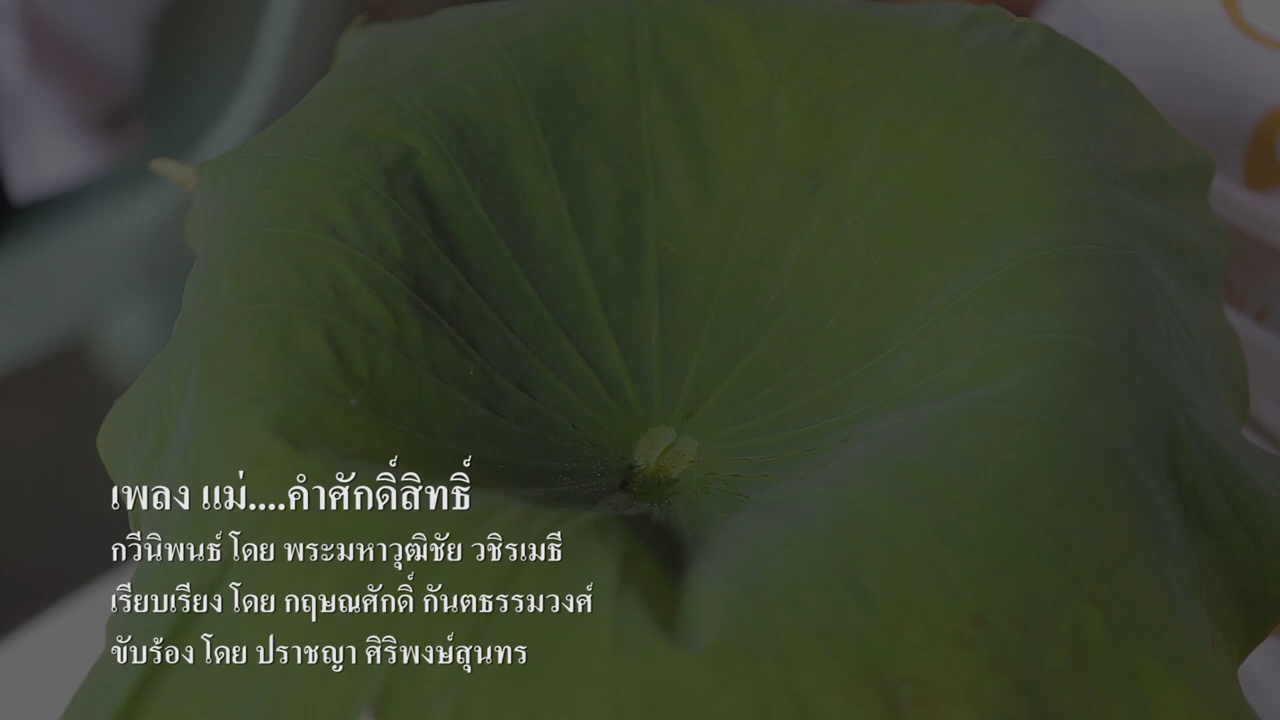 เพลง แม่....คำศักดิ์สิทธิ์
กวีนิพนธ์ โดย พระมหาวุฒิชัย วชิรเมธี
เรียบเรียง โดย กฤษณศักดิ์ กันตธรรมวงศ์
ขับร้อง โดย ปราชญา ศิริพงษ์สุนทร